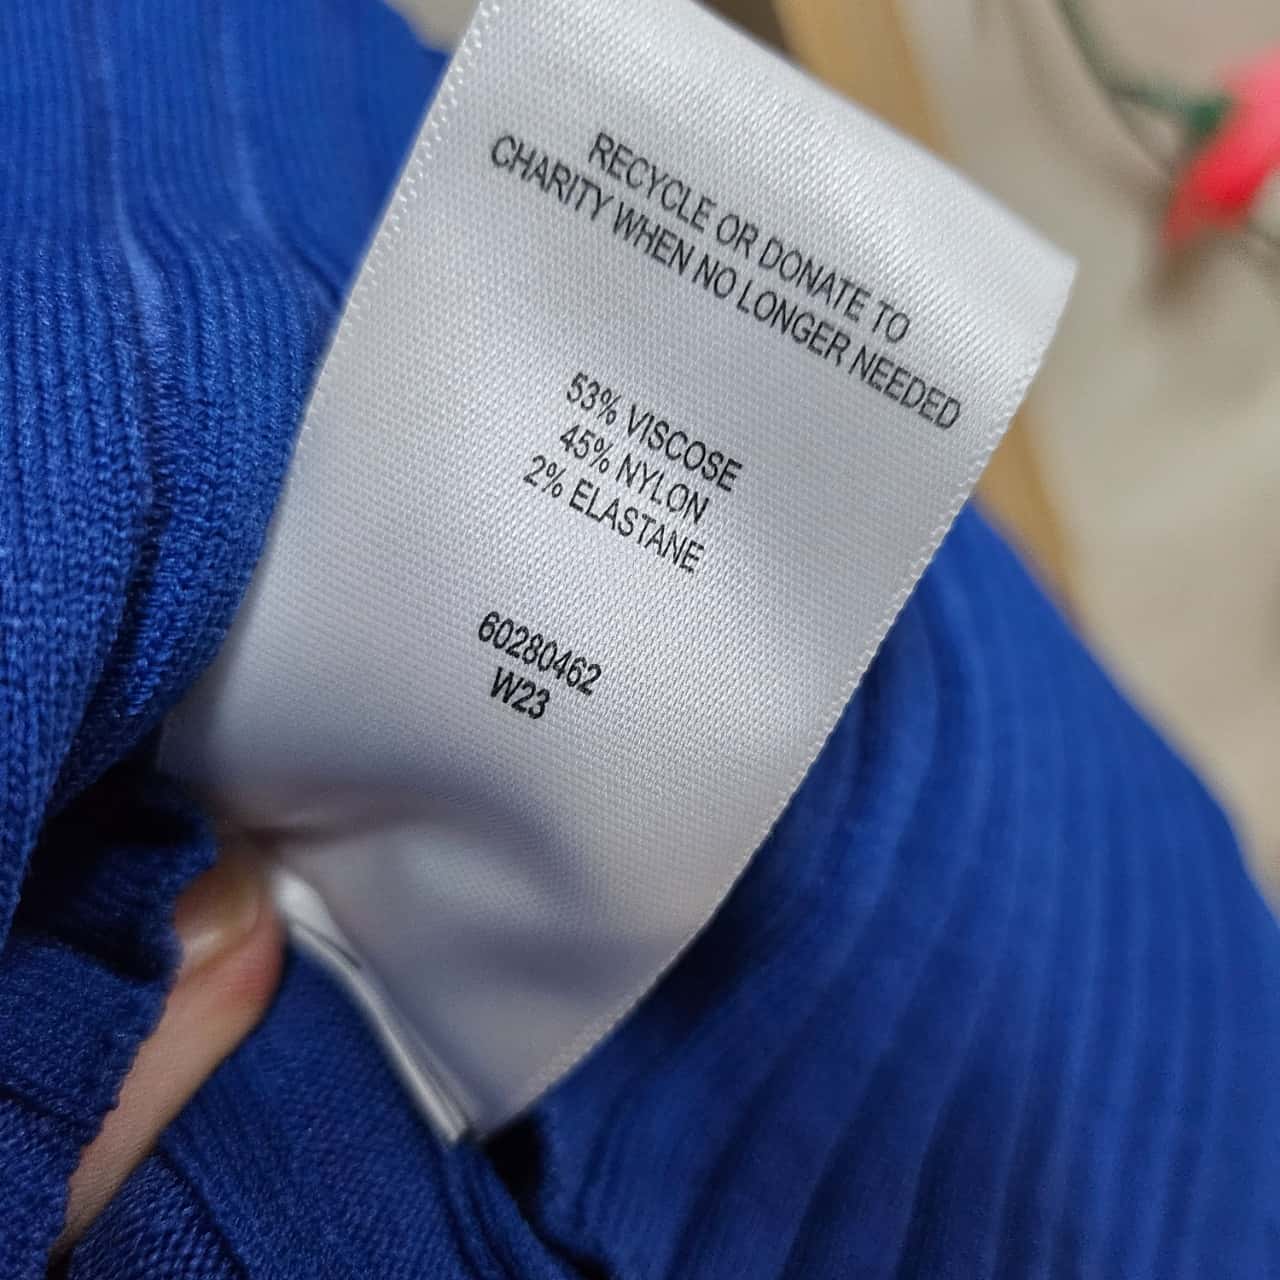 RECYCLE OR DONATE TO
CHARITY WHEN NO LONGER NEEDED
53% VISCOSE
45% NYLON
2% ELASTANE
60280462
W23